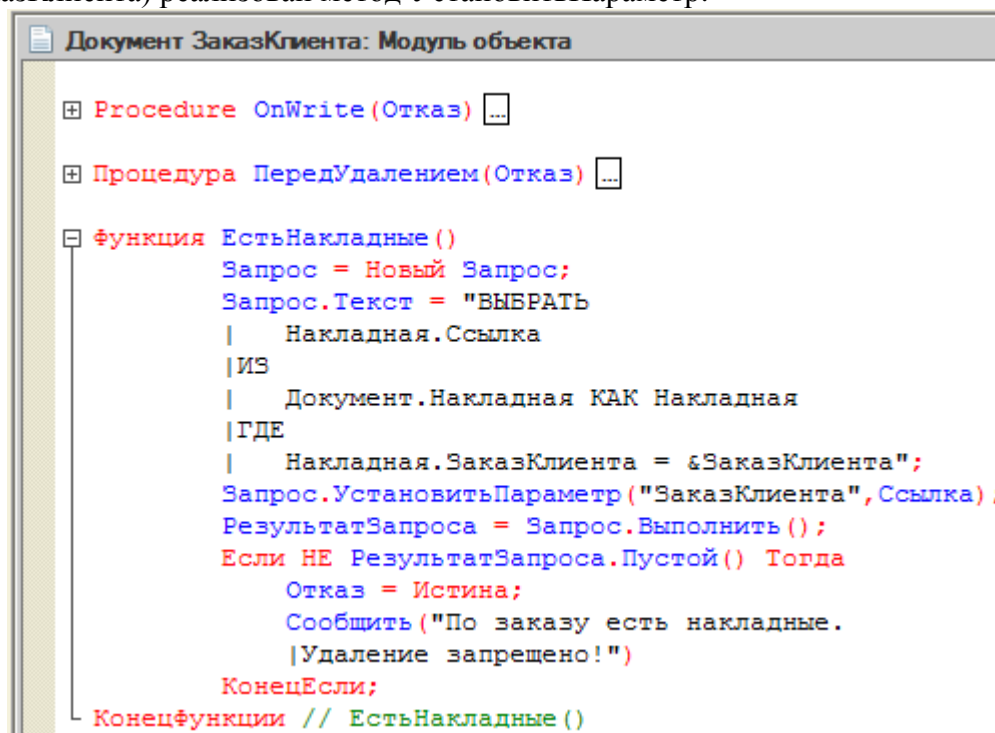 реализован метод
Документ ЗаказКлиента: Модуль объекта
Procedure OnWrite(Отказ) ...
Процедура ПередУдалением(Отказ) ...
Функция ЕстьНакладные()
Запрос = Новый Запрос;
Запрос.Текст = "ВЫБРАТЬ
| Накладная.Ссылка
|ИЗ
| Документ.Накладная КАК Накладная
|ГДЕ
| Накладная.ЗаказКлиента = &ЗаказКлиента";
Запрос.УстановитьПараметр("ЗаказКлиента",Ссылка)
РезультатЗапроса = Запрос.Выполнить();
Если НЕ РезультатЗапроса.Пустой() Тогда
Отказ = Истина;
Сообщить("По заказу есть накладные.
|Удаление запрещено!")
КонецЕсли;
КонецФункции // ЕстьНакладные()